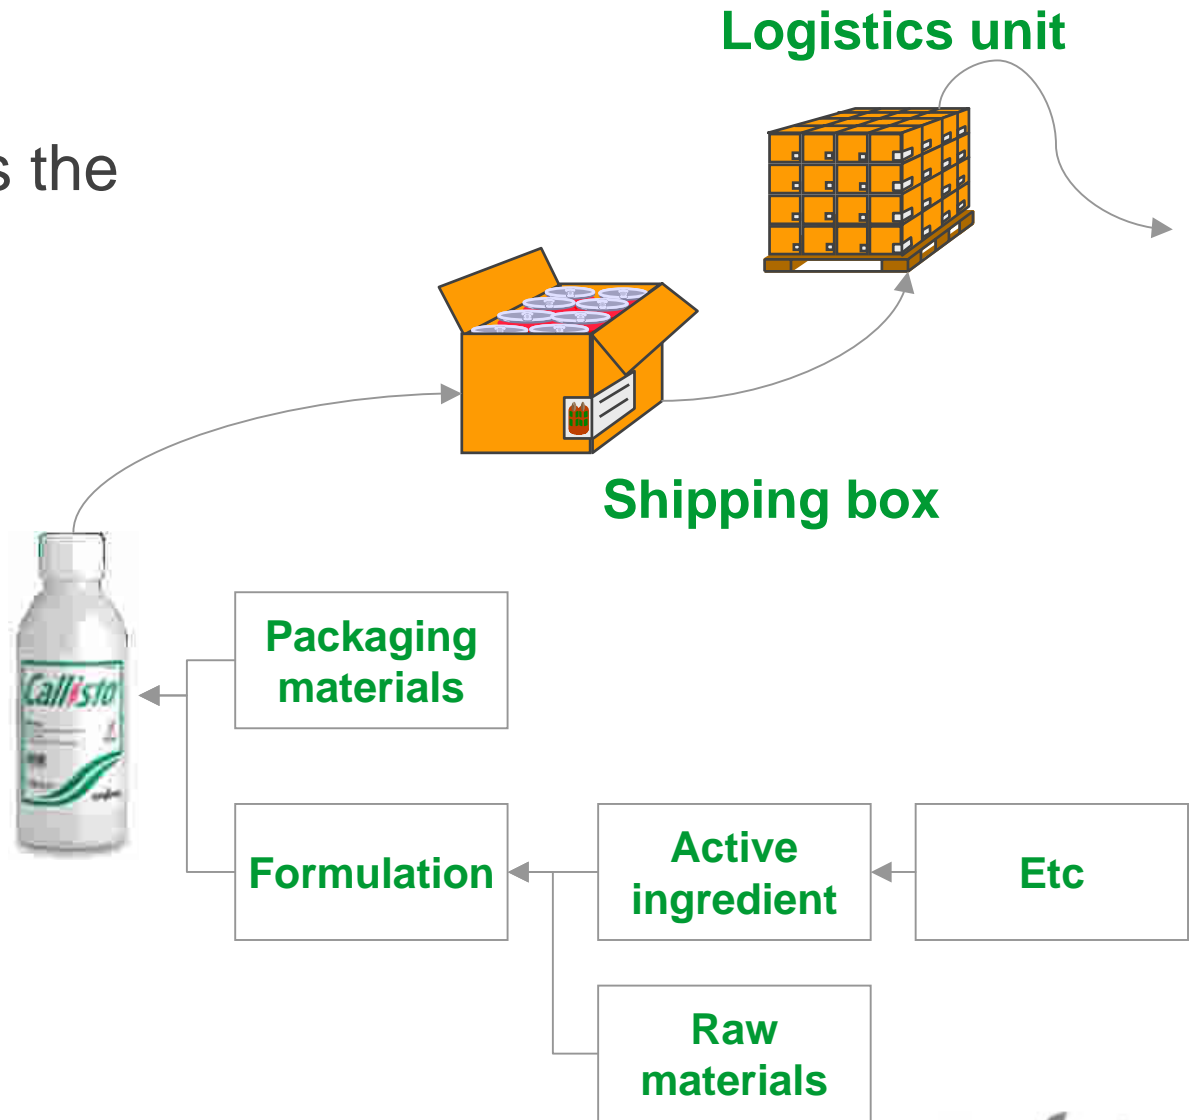 Logistics unit
s the
Shipping box
Callisto
Packaging
materials
Formulation
Active
ingredient
Etc
Raw
materials